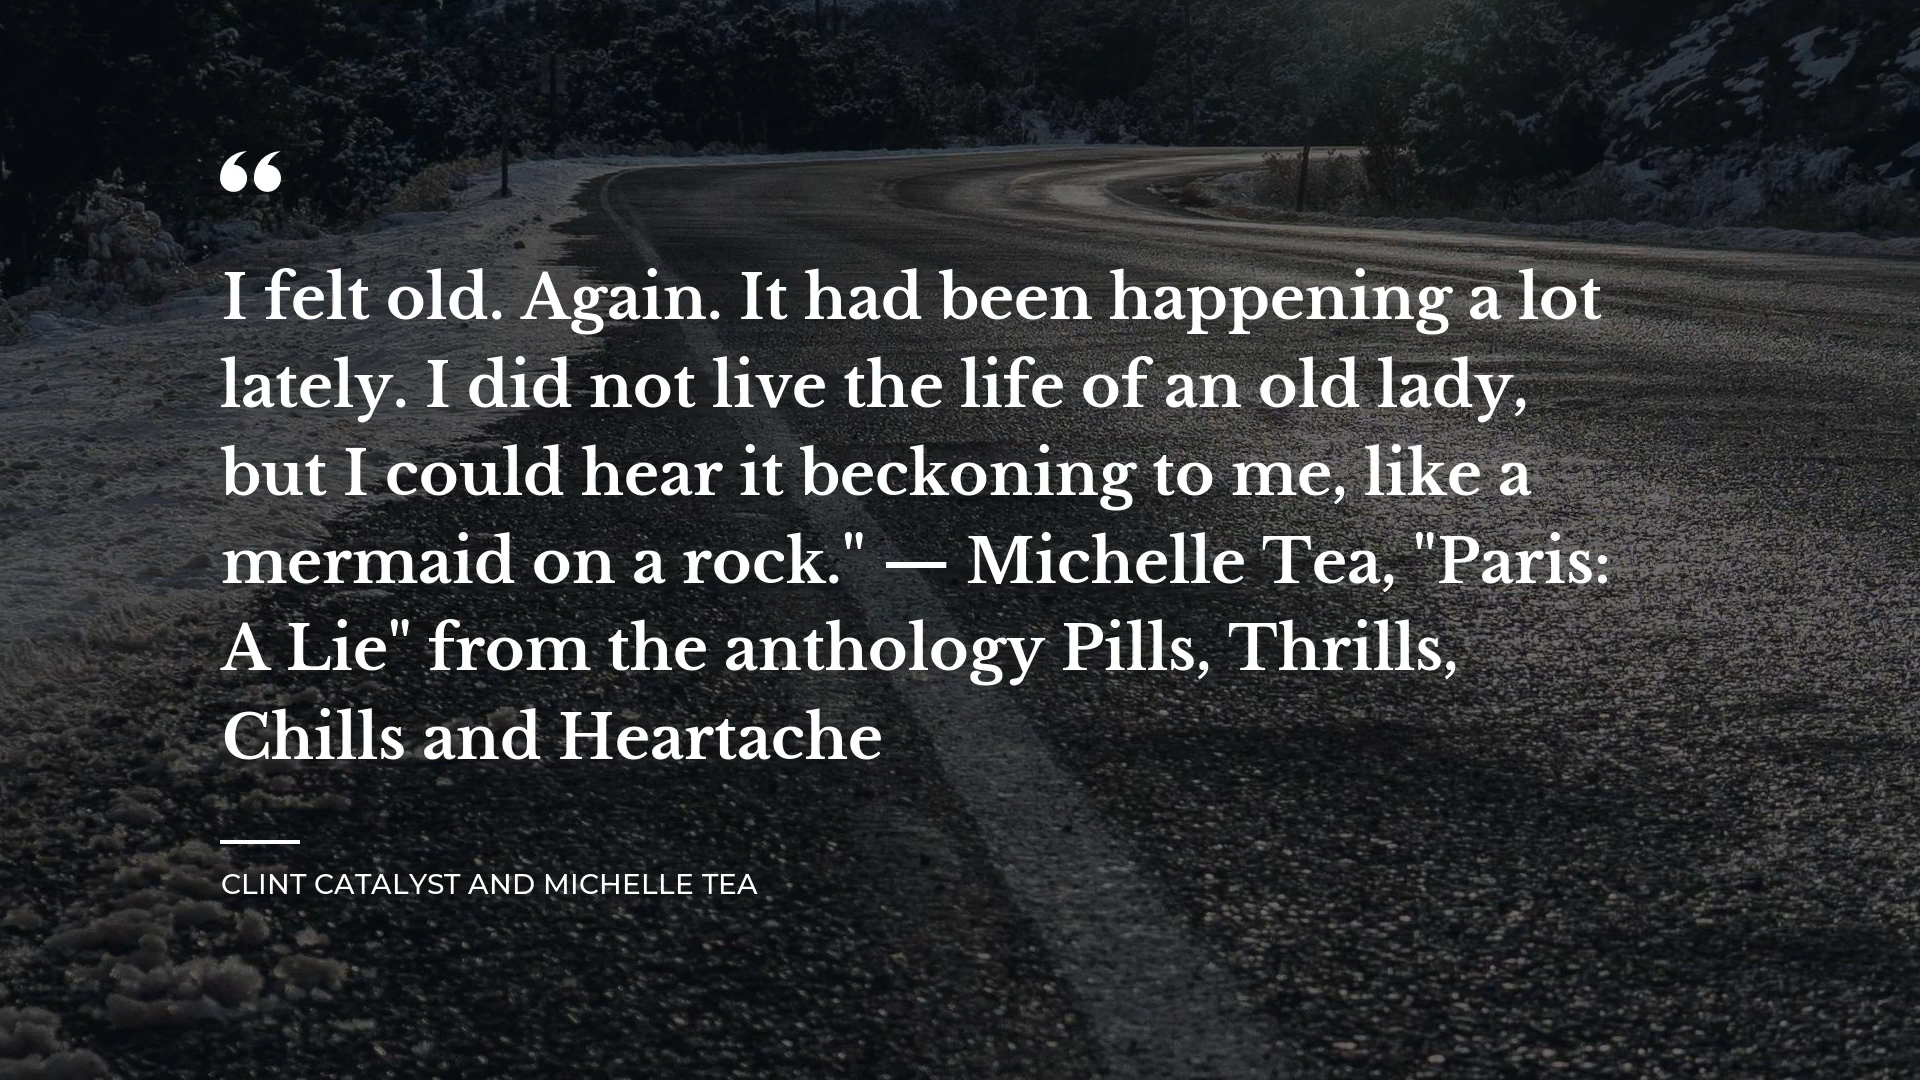 “
I felt old. Again. It had been happening a lot
lately. I did not live the life of an old lady,
but I could hear it beckoning to me, like a
mermaid on a rock." — Michelle Tea, "Paris:
A Lie" from the anthology Pills, Thrills,
Chills and Heartache
CLINT CATALYST AND MICHELLE TEA